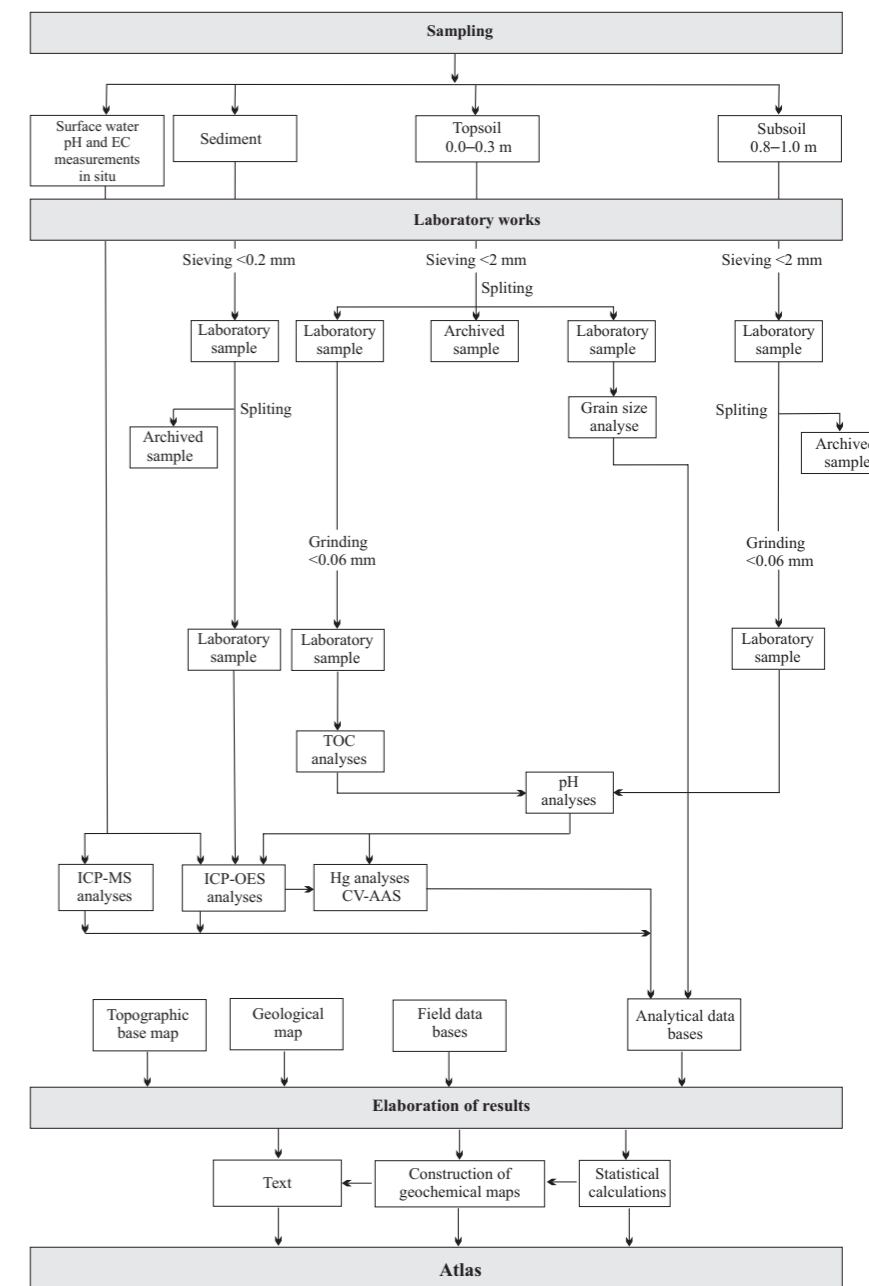 Sampling
Surface water
pH and EC
measurements
in situ
Sediment
Topsoil
0.0–0.3 m
Subsoil
0.8–1.0 m
Laboratory works
Sieving <0.2 mm
Sieving <2 mm
Sieving <2 mm
Splitting
Laboratory
sample
Laboratory
sample
Archived
sample
Laboratory
sample
Laboratory
sample
Spliting
Grain size
analyse
Spliting
Archived
sample
Archived
sample
Grinding
<0.06 mm
Grinding
<0.06 mm
Laboratory
sample
Laboratory
sample
Laboratory
sample
TOC
analyses
pH
analyses
ICP-MS
analyses
ICP-OES
analyses
Hg analyses
CV-AAS
Topographic
base map
Geological
map
Field data
bases
Analytical data
bases
Elaboration of results
Text
Construction of
geochemical maps
Statistical
calculations
Atlas